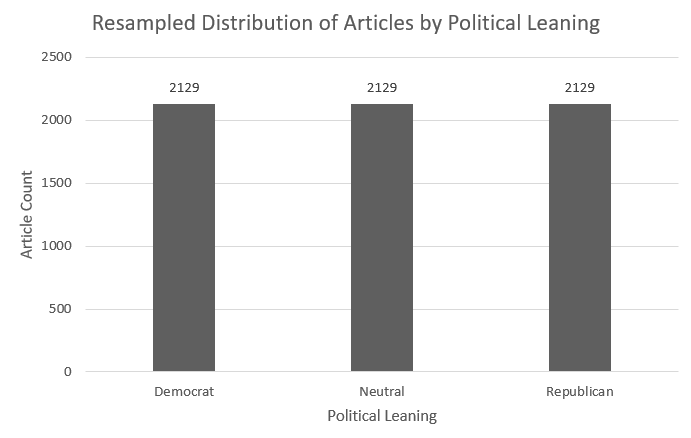 Resampled Distribution of Articles by Political Leaning
2500
2129 2129 2129
2000
1500
1000
500
0
Article Count
Democrat Neutral Republican
Political Leaning